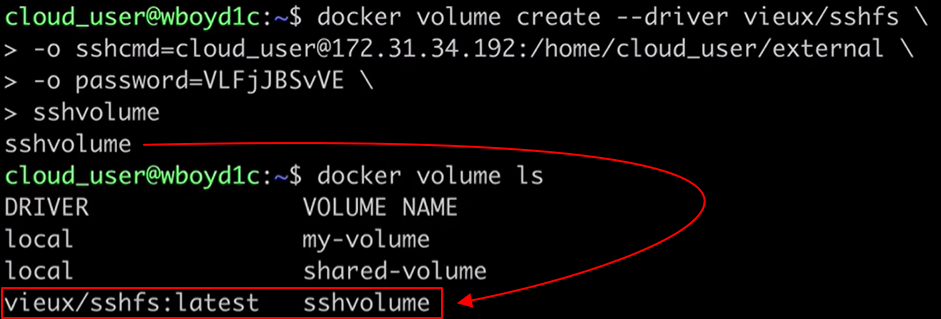 cloud_user@wboyd1c:~$ docker volume create --driver vieux/sshfs \
> -o sshcmd=cloud_user@172.31.34.192:/home/cloud_user/external \
> -o password=VLFjJBSvVE \
> sshvolume
sshvolume
cloud_user@wboyd1c:~$ docker volume ls
DRIVER VOLUME NAME
local my-volume
local shared-volume
vieux/sshfs:latest sshvolume